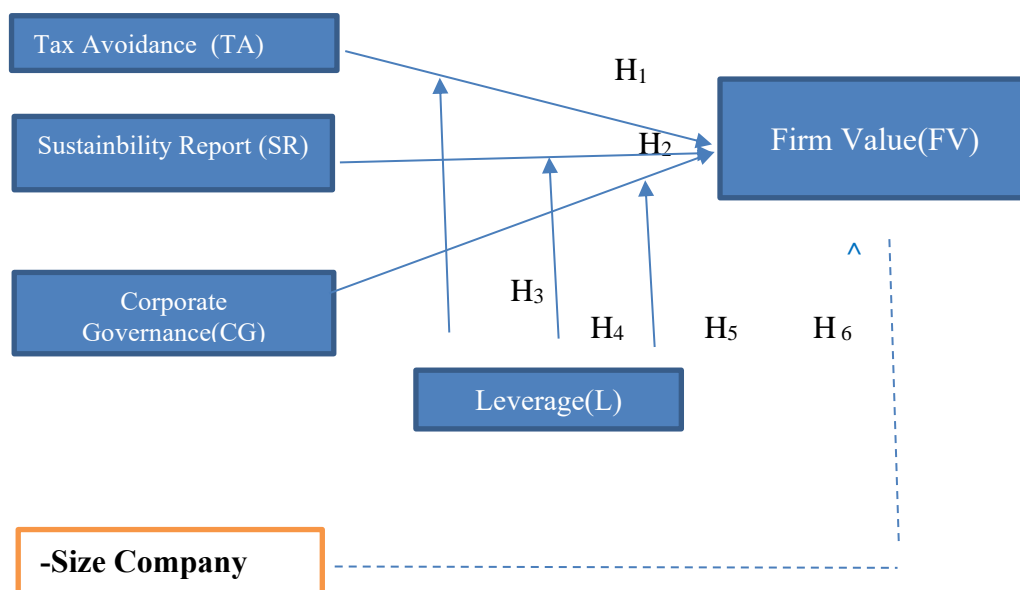 Tax Avoidance (TA)
H1
Sustainbility Report (SR)
H2
Firm Value(FV)
^
Corporate
Governance(CG)
H3
H4
H5
H 6
Leverage(L)
-Size Company